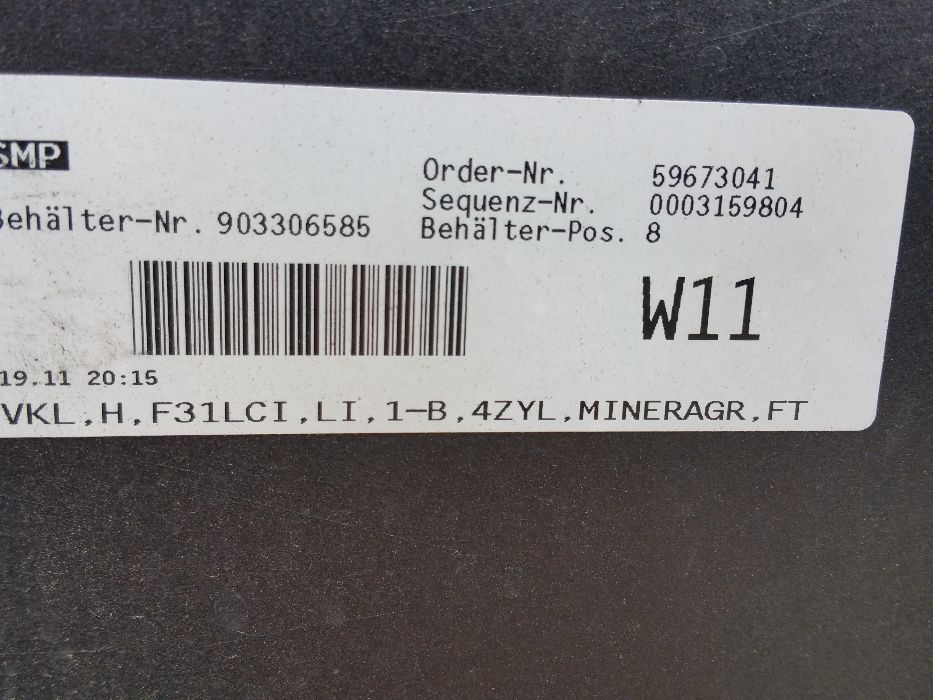 SMP
Order-Nr. 59673041
Sequenz-Nr. 0003159804
Behälter-Nr. 903306585
Behälter-Pos. 8
W11
19.11 20:15
VKL,H,F31LCI,LI,1-B,4ZYL,MINERAGR,FT